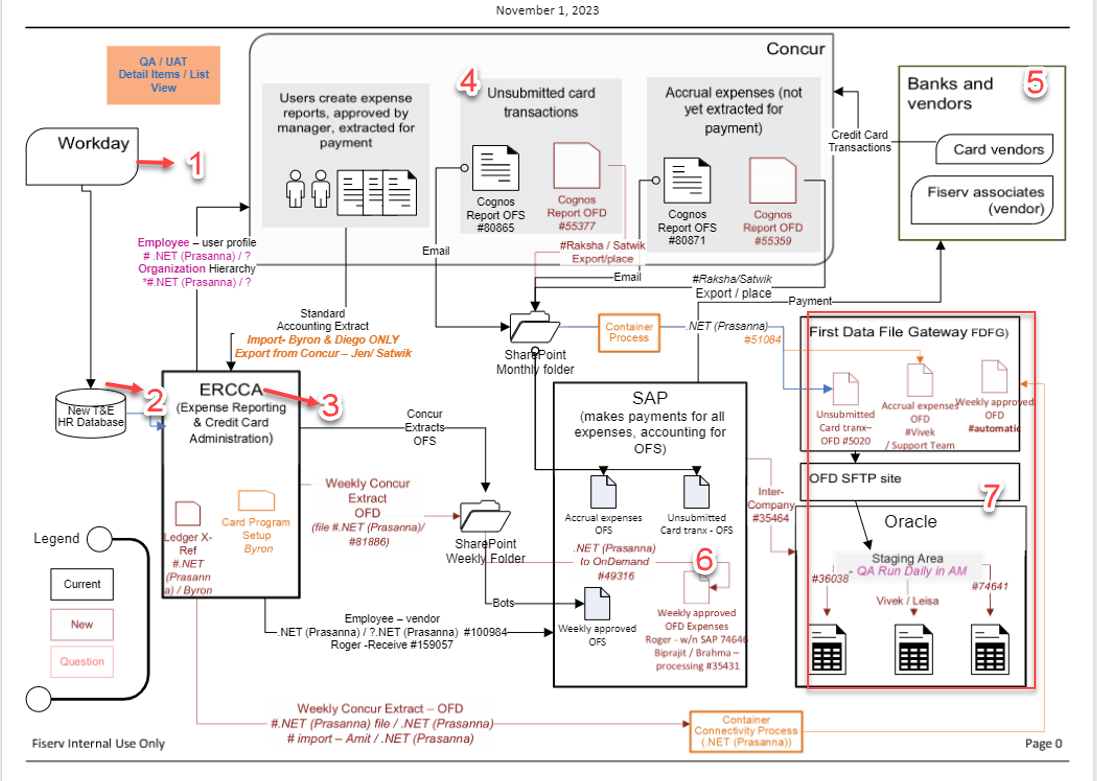 November 1, 2023
QA / UAT
Detail Items / List
View
Workday
1
Concur
Users create expense
reports, approved by
manager, extracted for
payment
4
Unsubmitted card
transactions
Cognos
Report OFS
#80865
Cognos
Report OFD
#55377
Accrual expenses (not
yet extracted for
payment)
Cognos
Report OFS
#80871
Cognos
Report OFD
#55359
Banks and
vendors
5
Card vendors
Fiserv associates
(vendor)
Credit Card
Transactions
Employee – user profile
# .NET (Prasanna) / ?
Organization Hierarchy
*#.NET (Prasanna) / ?
Email
#Raksha / Satwik
Export/place
Email
#Raksha/Satwik
Export / place
Payment
Standard
Accounting Extract
Import- Byron & Diego ONLY
Export from Concur – Jen/ Satwik
SharePoint
Monthly folder
Container
Process
.NET (Prasanna)
#51084
First Data File Gateway FDFG)
Unsubmitted
Card tranx–
OFD #5020
Accrual expenses
OFD
#Vivek
/ Support Team
Weekly approved
OFD
#automatic
New T&E
HR Database
2
ERCCA
(Expense Reporting
& Credit Card
Administration)
3
Ledger X-
Ref
#.NET
(Prasann
a) / Byron
Card Program
Setup
Byron
Concur
Extracts
OFS
Weekly Concur
Extract
OFD
(file #.NET (Prasanna)/
#81886)
SharePoint
Weekly Folder
Bots
SAP
(makes payments for all
expenses, accounting for
OFS)
Accrual expenses
OFS
Unsubmitted
Card tranx - OFS
.NET (Prasanna)
to OnDemand
#49316
6
Weekly approved
OFS
Weekly approved
OFD Expenses
Roger - w/n SAP 74646
Biprajit / Brahma –
processing #35431
Inter-
Company
#35464
OFD SFTP site
7
Oracle
Staging Area
- QA Run Daily in AM
#36038
#74641
Vivek / Leisa
Legend
Current
New
Question
Employee – vendor
.NET (Prasanna) / ?.NET (Prasanna) #100984
Roger -Receive #159057
Weekly Concur Extract – OFD
#.NET (Prasanna) file / .NET (Prasanna)
# import – Amit / .NET (Prasanna)
Container
Connectivity Process
(.NET (Prasanna))
Fiserv Internal Use Only
Page 0